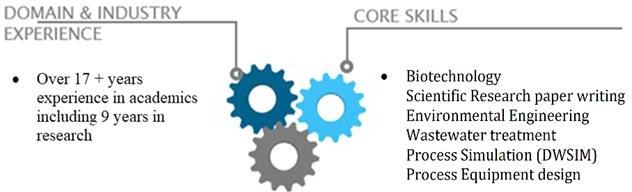 DOMAIN & INDUSTRY
EXPERIENCE
• Over 17 + years
experience in academics
including 9 years in
research
CORE SKILLS
• Biotechnology
Scientific Research paper writing
Environmental Engineering
Wastewater treatment
Process Simulation (DWSIM)
Process Equipment design